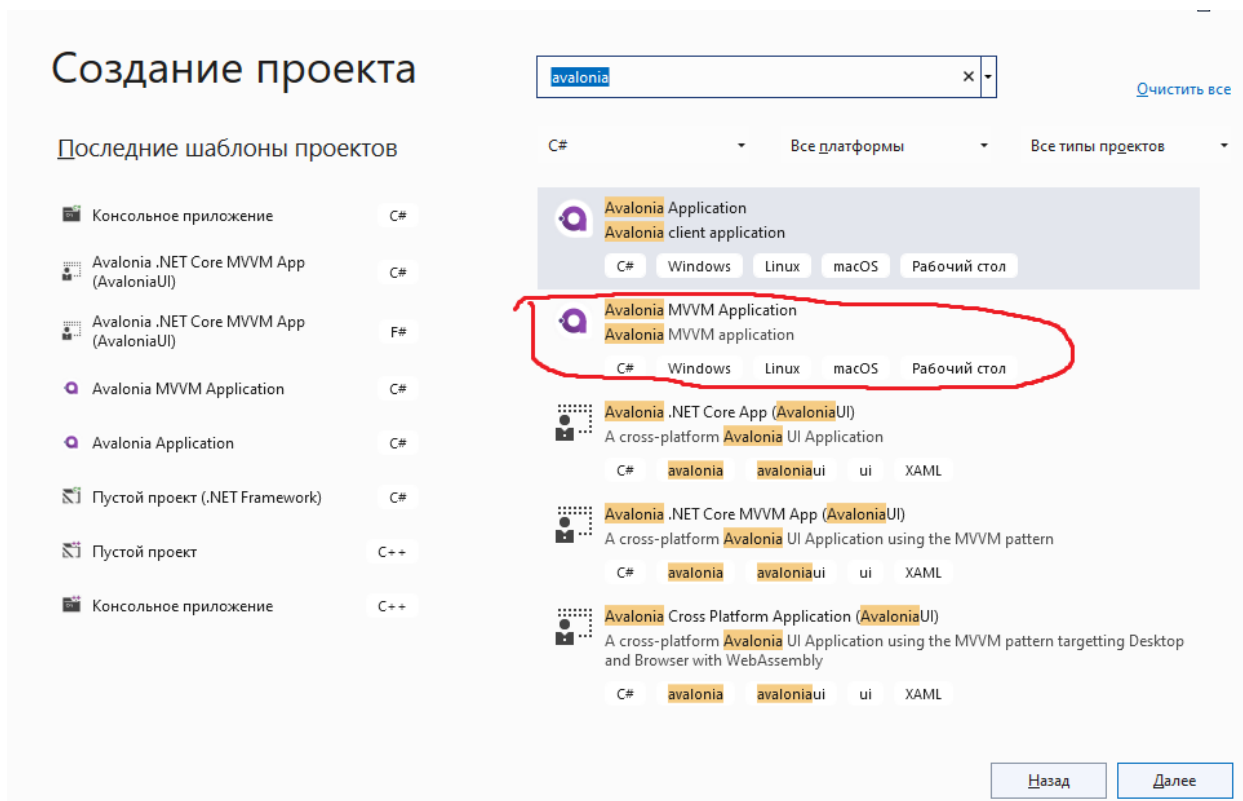 Создание проекта
avalonia
Очистить все
Последние шаблоны проектов
C#
Все платформы
Все типы проектов
Консольное приложение
C#
Avalonia .NET Core MVVM App
(AvaloniaUI)
C#
Avalonia .NET Core MVVM App
(AvaloniaUI)
F#
Avalonia MVVM Application
C#
Avalonia Application
C#
Пустой проект (.NET Framework)
C#
Пустой проект
C++
Консольное приложение
C++
Avalonia Application
Avalonia client application
C# Windows Linux macOS Рабочий стол
Avalonia MVVM Application
Avalonia MVVM application
C# Windows Linux macOS Рабочий стол
Avalonia .NET Core App (AvaloniaUI)
A cross-platform Avalonia UI Application
C# avalonia avaloniaui ui XAML
Avalonia .NET Core MVVM App (AvaloniaUI)
A cross-platform Avalonia UI Application using the MVVM pattern
C# avalonia avaloniaui ui XAML
Avalonia Cross Platform Application (AvaloniaUI)
A cross-platform Avalonia UI Application using the MVVM pattern targetting Desktop
and Browser with WebAssembly
C# avalonia avaloniaui ui XAML
Назад
Далее